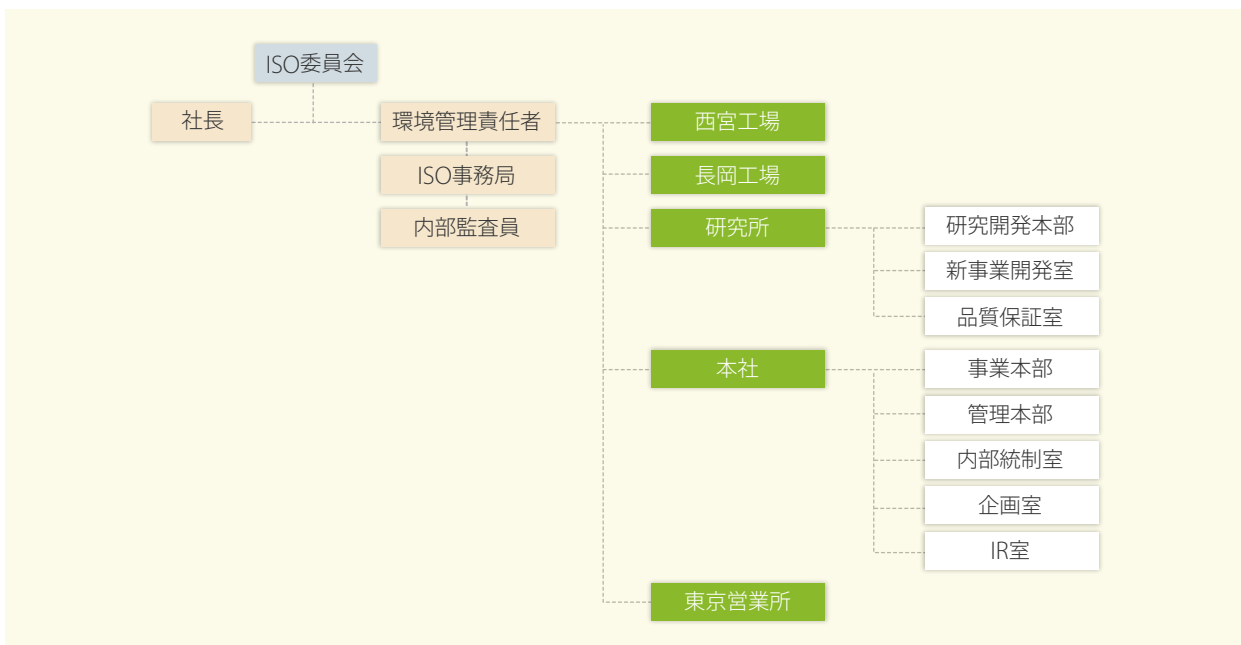 ISO委員会
社長
環境管理責任者
ISO事務局
内部監査員
西宮工場
長岡工場
研究所
研究開発本部
新事業開発室
品質保証室
本社
事業本部
管理本部
内部統制室
企画室
IR室
東京営業所